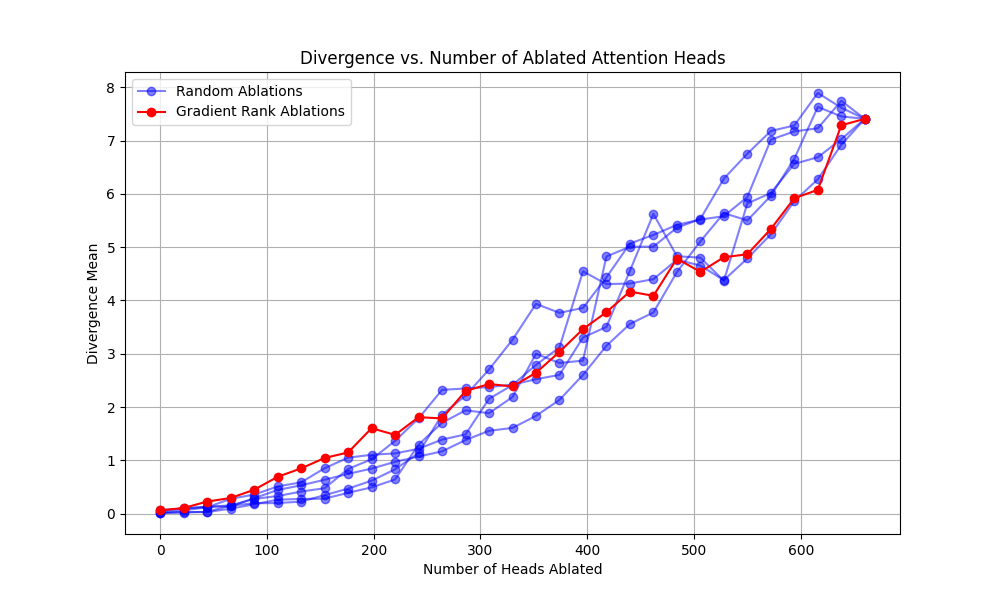 Divergence vs. Number of Ablated Attention Heads
Random Ablations
Gradient Rank Ablations
8
7
6
5
4
3
2
1
0
Divergence Mean
0 100 200 300 400 500 600
Number of Heads Ablated